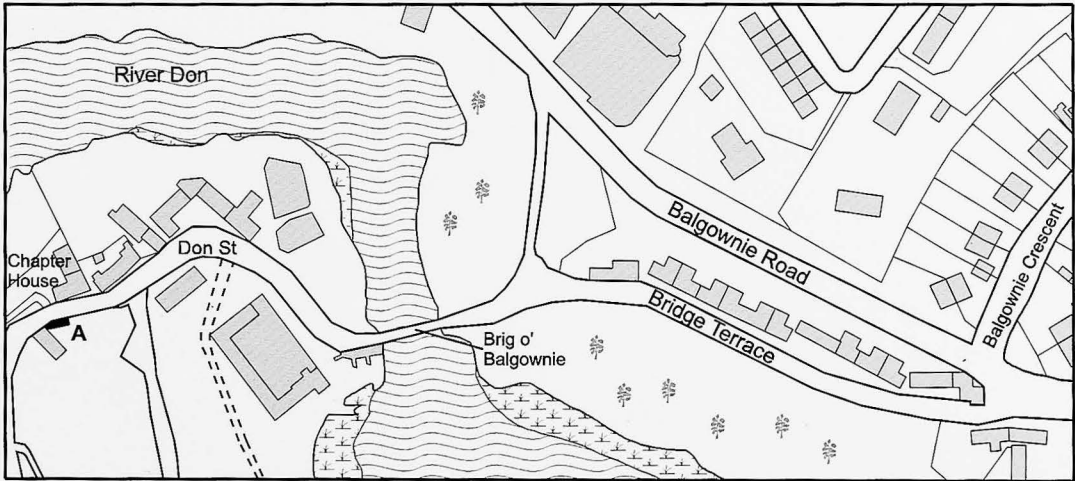 River Don
Don St
Chapter
House
A
Brig o'
Balgownie
Balgownie Road
Bridge Terrace
Balgownie Crescent